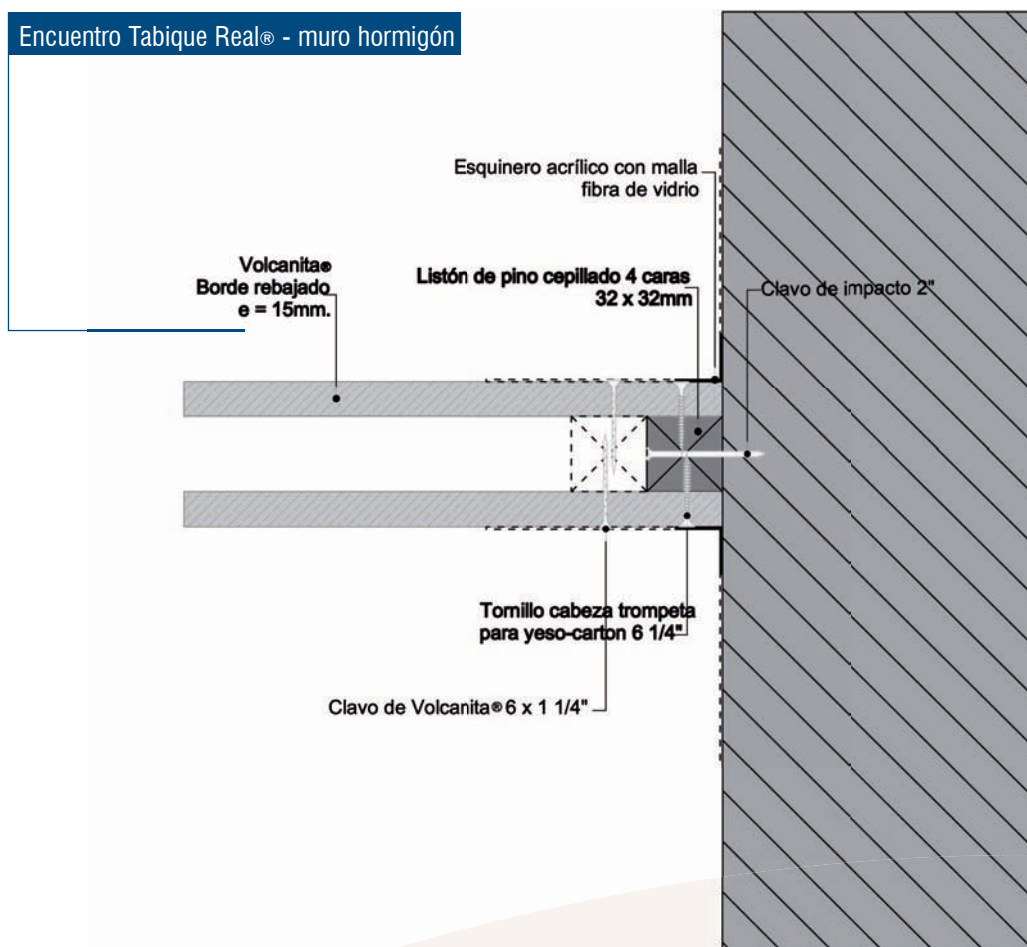 Encuentro Tabique Real® - muro hormigón
Esquinero acrílico con malla
fibra de vidrio
Volcanita®
Borde rebajado
e = 15mm.
Listón de pino cepillado 4 caras
32 x 32mm
Clavo de impacto 2"
Tornillo cabeza trompeta
para yeso-carton 6 1/4"
Clavo de Volcanita® 6 x 1 1/4"